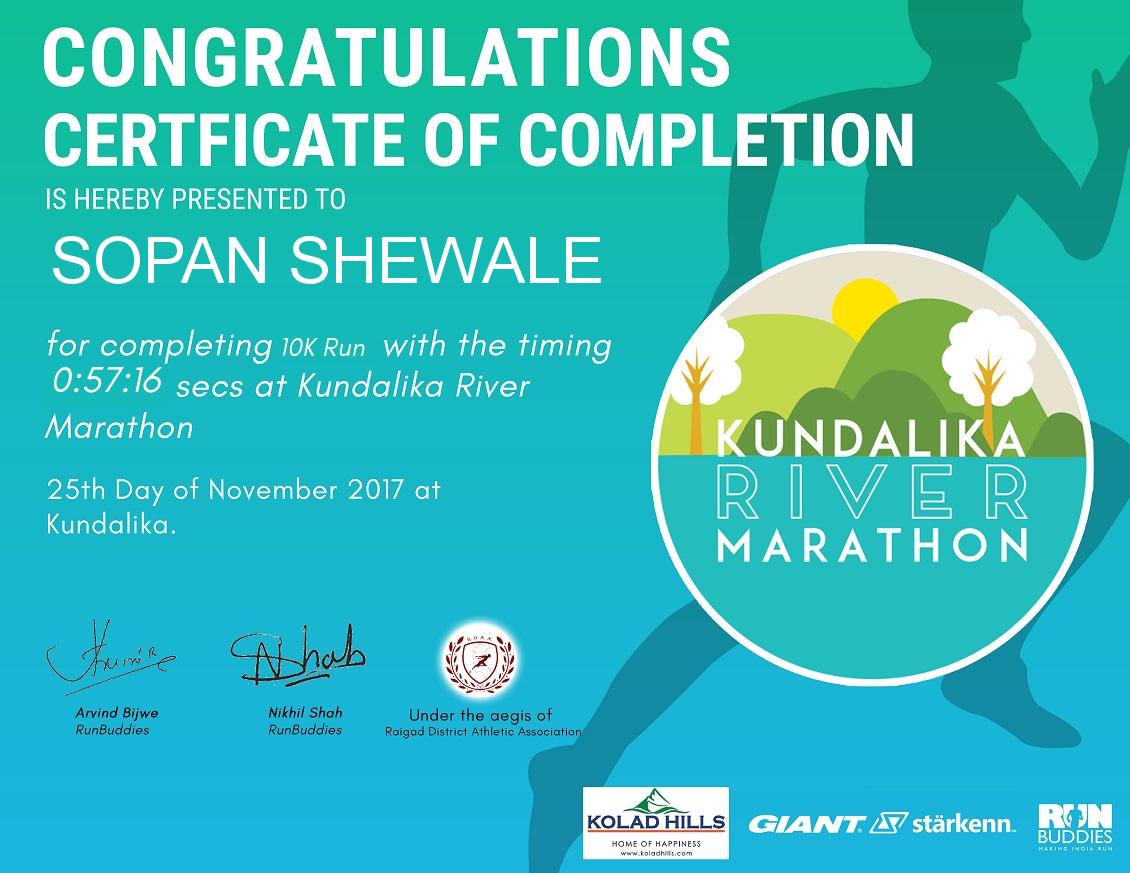 CONGRATULATIONS
CERTFICATE OF COMPLETION
IS HEREBY PRESENTED TO
SOPAN SHEWALE
for completing 10K Run with the timing
0:57:16 secs at Kundalika River
Marathon
25th Day of November 2017 at
Kundalika.
KUNDALIKA
RIVER
MARATHON
Arvind Bijwe
RunBuddies
Nikhil Shah
RunBuddies
Under the aegis of
Raigad District Athletic Association
KOLAD HILLS
HOME OF HAPPINESS
www.koladhills.com
GIANT
stärkenn
RUN
BUDDIES
MAKING INDIA RUN